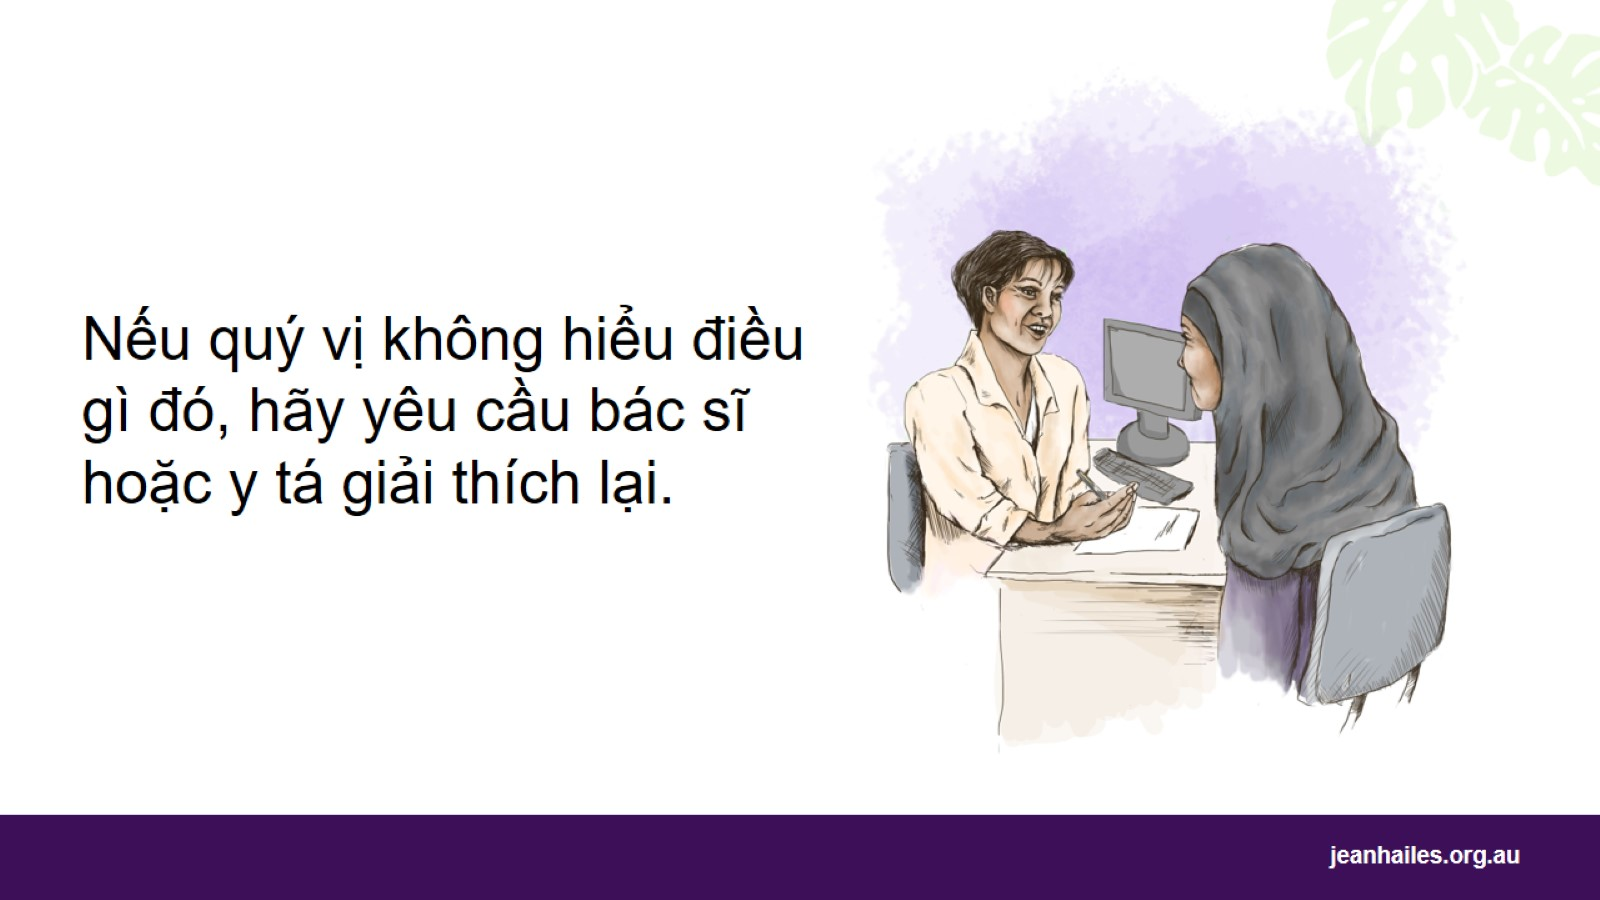 Nếu quý vị không hiểu điều
gì đó, hãy yêu cầu bác sĩ
hoặc y tá giải thích lại.
jeanhailes.org.au